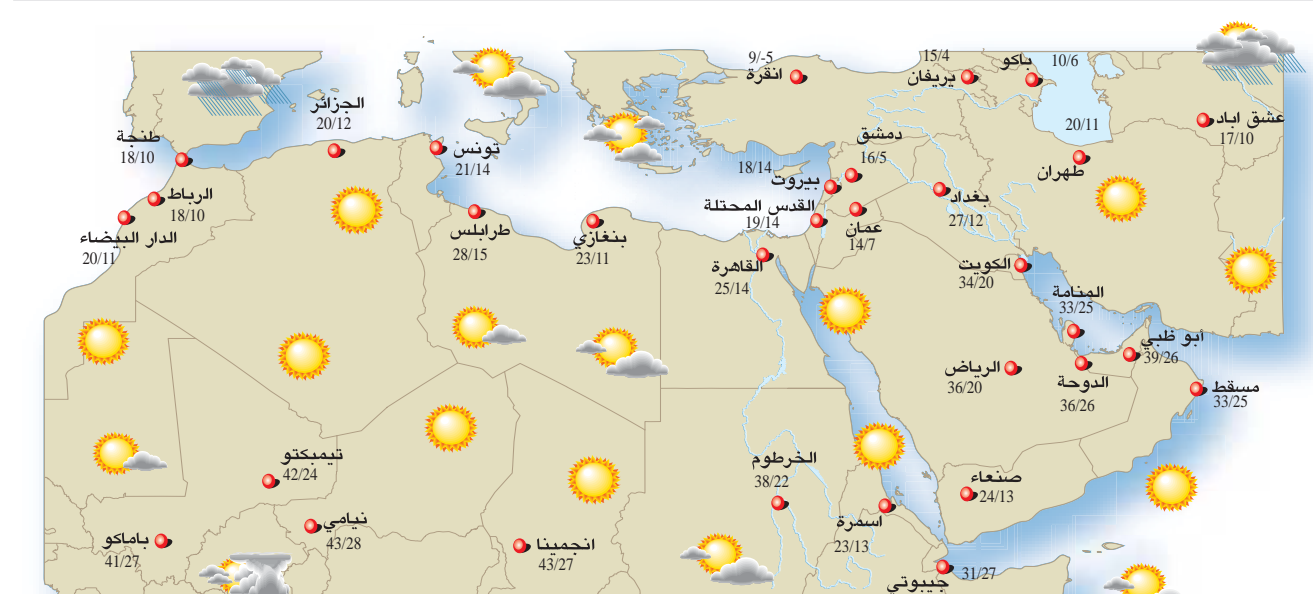 9/-5
انقرة
15/4
يريفان
باكو
10/6
عشق اباد
17/10
20/11
طهران
الجزائر
20/12
طنجة
18/10
تونس
21/14
دمشق
16/5
18/14
بيروت
بغداد
27/12
الرباط
18/10
القدس المحتلة
19/14
عمان
14/7
الدار البيضاء
20/11
طرابلس
28/15
بنغازي
23/11
القاهرة
25/14
الكويت
34/20
المنامة
33/25
أبو ظبي
39/26
الرياض
36/20
الدوحة
36/26
مسقط
33/25
تيمبكتو
42/24
الخرطوم
38/22
صنعاء
24/13
نيامي
43/28
باماكو
41/27
انجمينا
43/27
اسمرة
23/13
31/27
جيبوتي